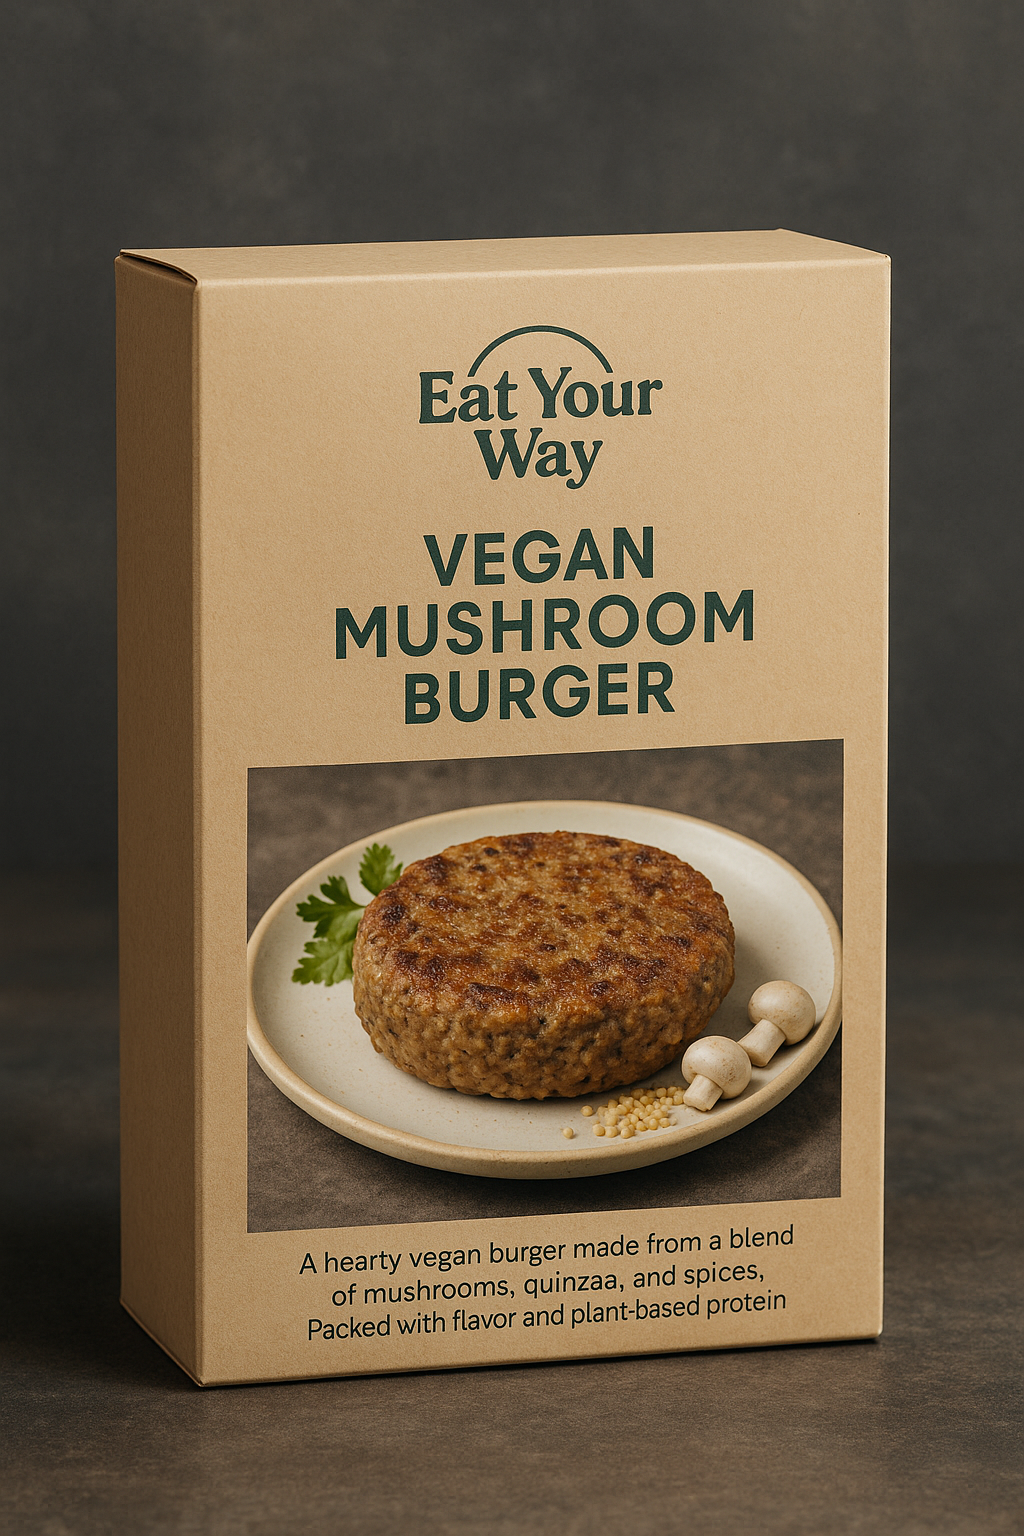 Eat Your
Way
VEGAN
MUSHROOM
BURGER
A hearty vegan burger made from a blend
of mushrooms, quinzaa, and spices,
Packed with flavor and plant-based protein